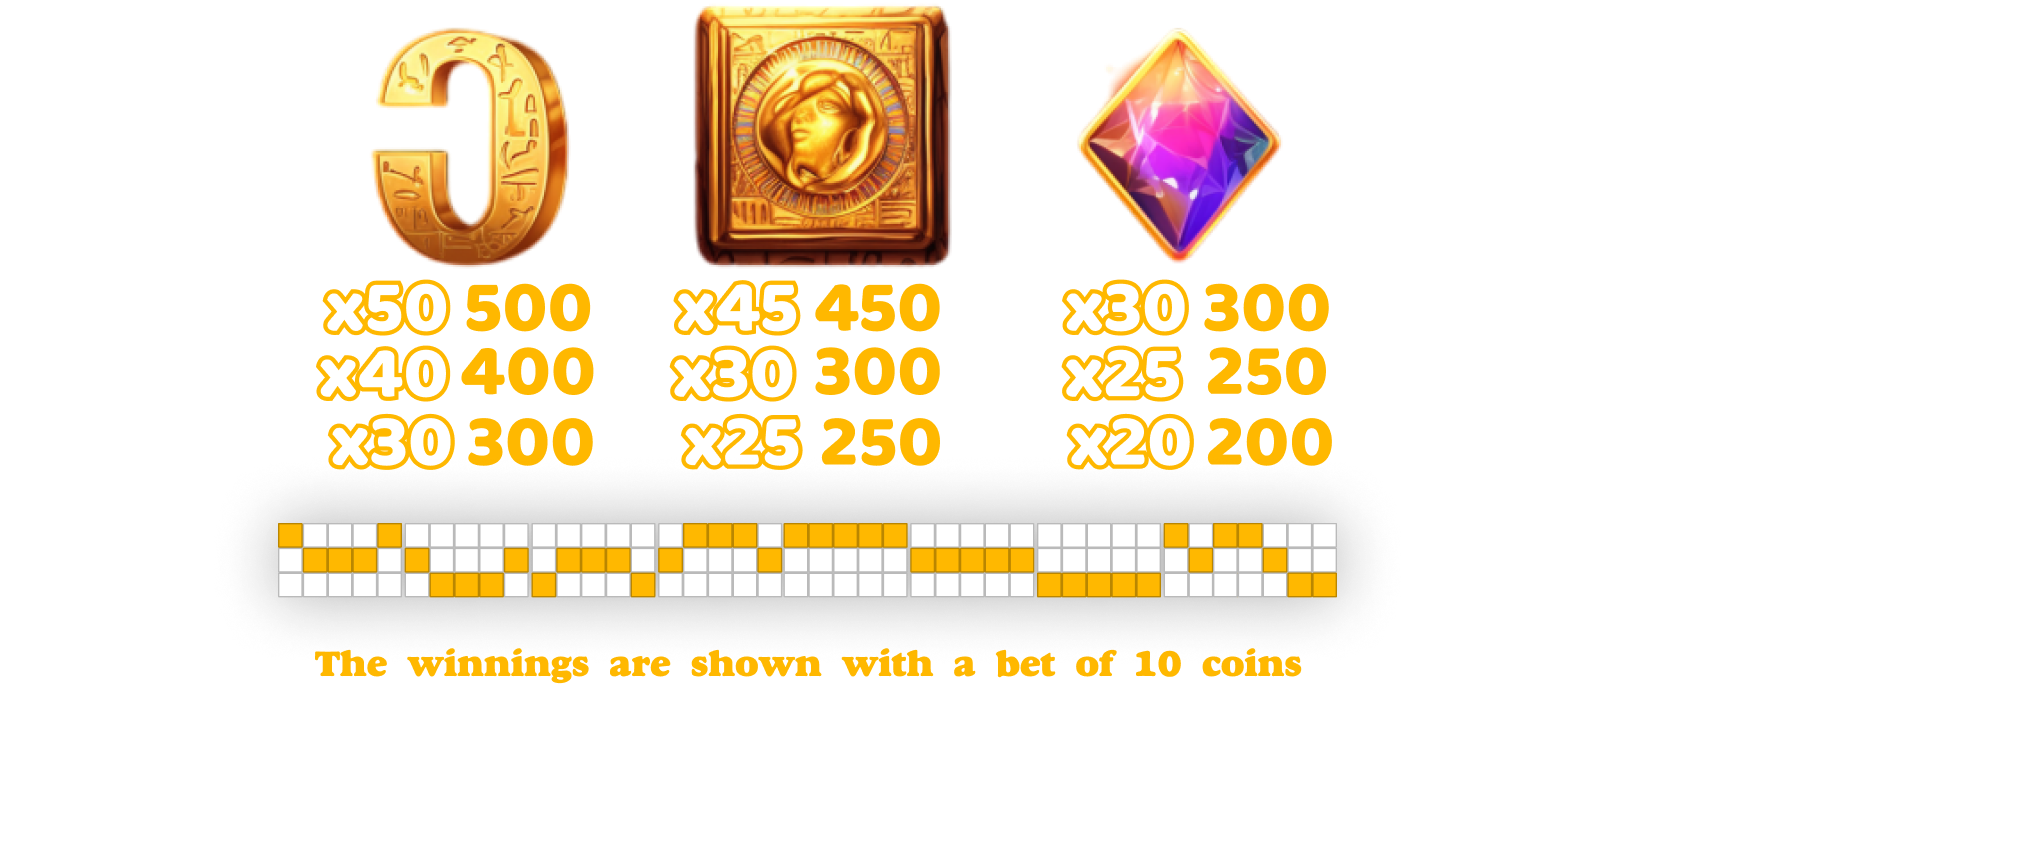 x50 500 x45 450 x30 300
x40 400 x30 300 x25 250
x30 300 x25 250 x20 200
The winnings are shown with a bet of 10 coins